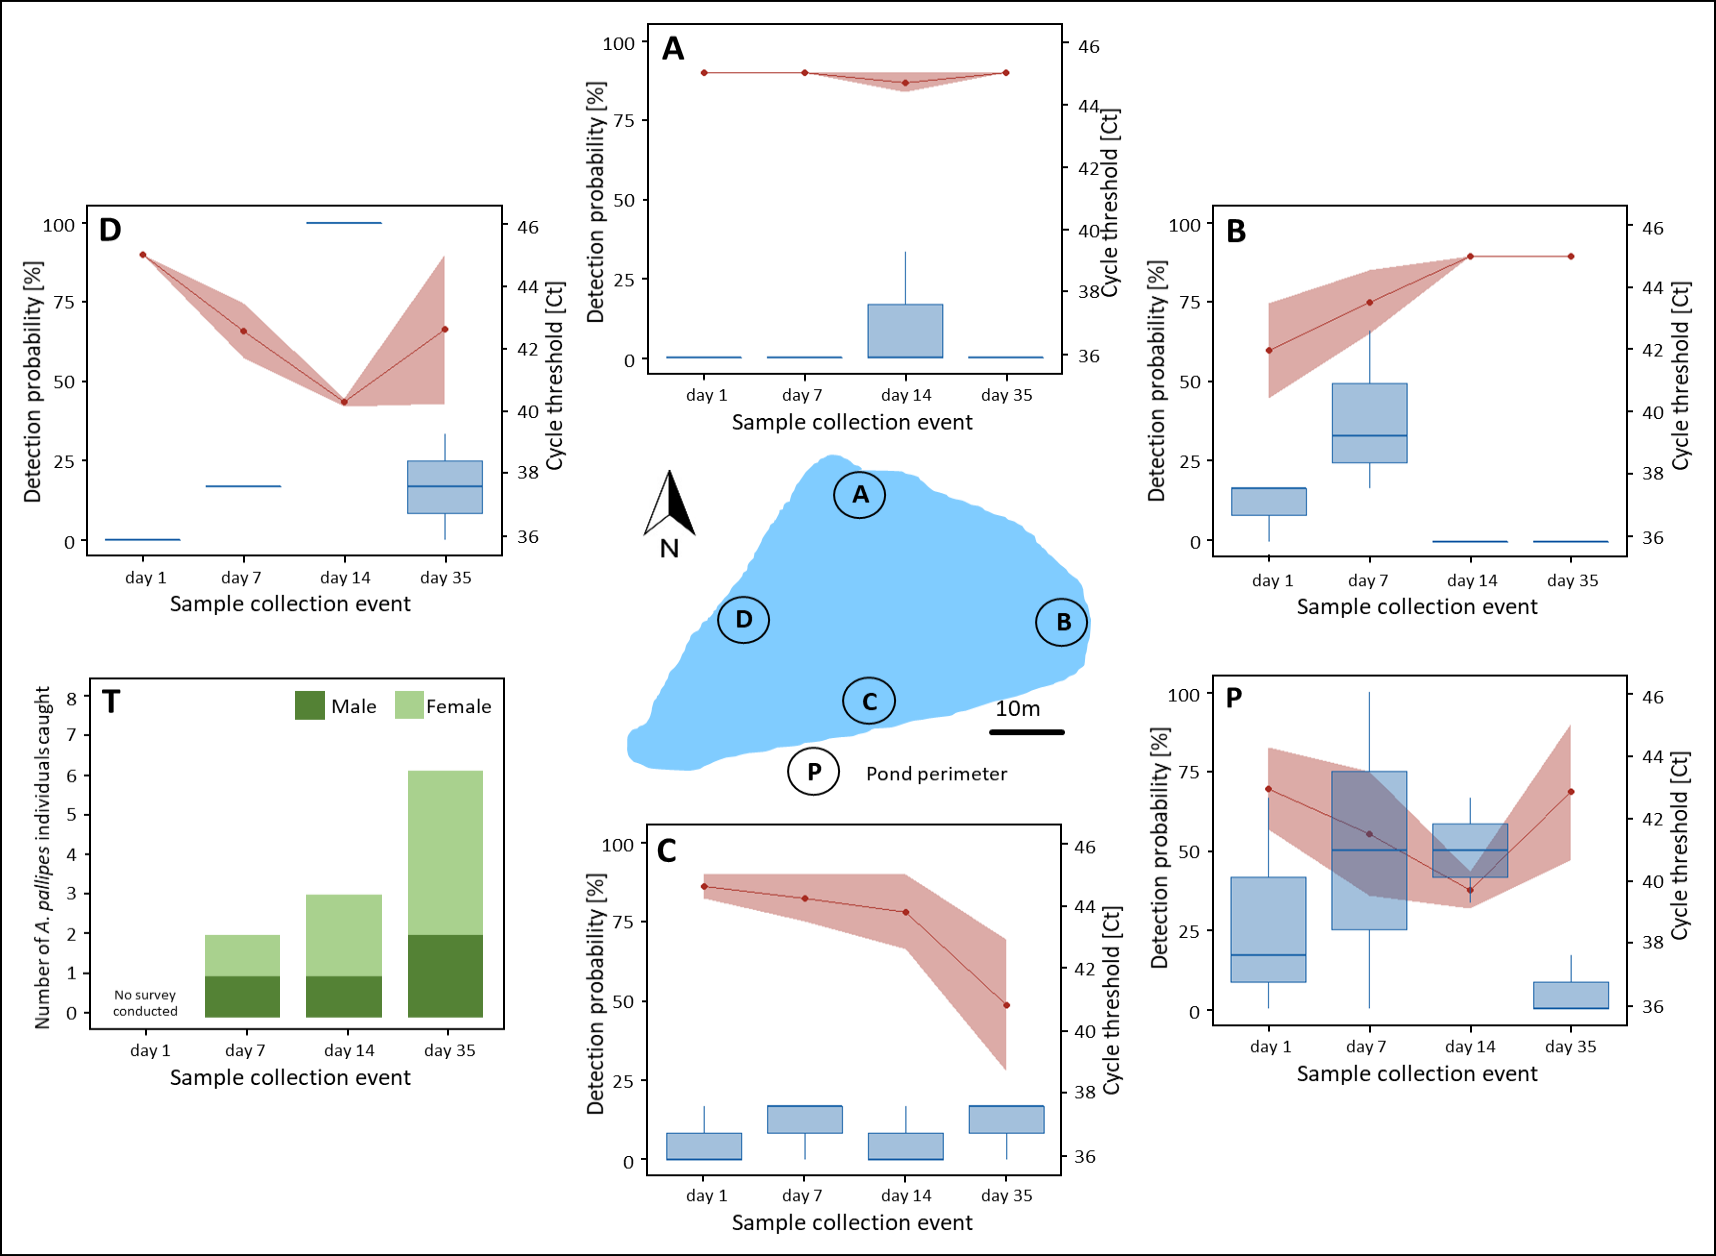 A
100
75
50
25
0
Detection probability [%]
46
44
42
40
38
36
Cycle threshold [Ct]
day 1
day 7
day 14
day 35
Sample collection event
D
100
75
50
25
0
Detection probability [%]
46
44
42
40
38
36
Cycle threshold [Ct]
day 1
day 7
day 14
day 35
Sample collection event
B
100
75
50
25
0
Detection probability [%]
46
44
42
40
38
36
Cycle threshold [Ct]
day 1
day 7
day 14
day 35
Sample collection event
N
A
D
B
C
10m
P
Pond perimeter
T
Male
Female
8
7
6
5
4
3
2
1
0
Number of A. pallipes individualscaught
No survey
conducted
day 1
day 7
day 14
day 35
Sample collection event
C
100
75
50
25
0
Detection probability [%]
46
44
42
40
38
36
Cycle threshold [Ct]
day 1
day 7
day 14
day 35
Sample collection event
P
100
75
50
25
0
Detection probability [%]
46
44
42
40
38
36
Cycle threshold [Ct]
day 1
day 7
day 14
day 35
Sample collection event